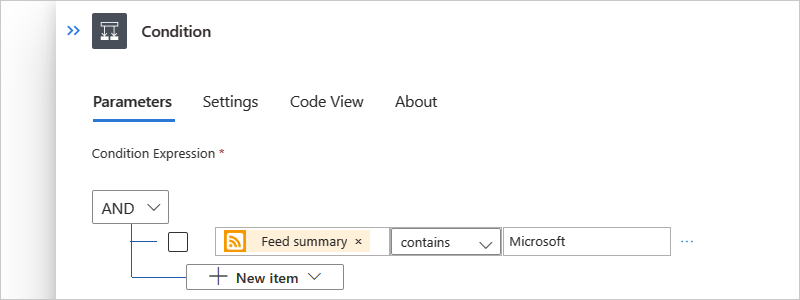 Condition
Parameters Settings Code View About
Condition Expression *
AND
Feed summary × contains Microsoft ...
+ New item